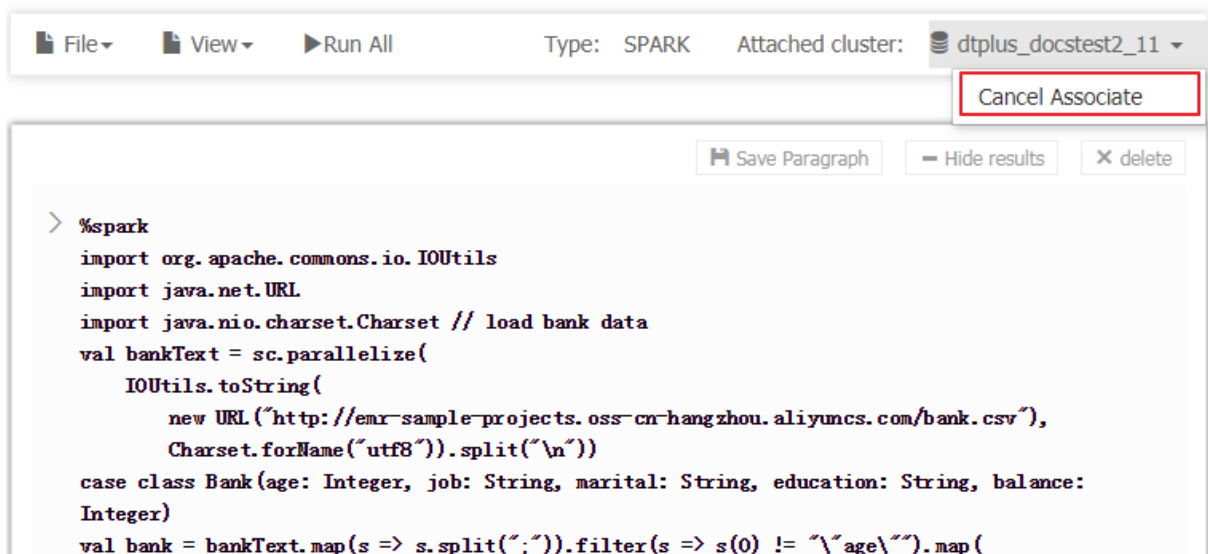 File View Run All Type: SPARK Attached cluster: dtplus_docstest2_11
Cancel Associate
Save Paragraph Hide results delete
%spark
import org.apache.commons.io.IOUtils
import java.net.URL
import java.nio.charset.Charset // load bank data
val bankText = sc.parallelize(
IOUtils.toString(
new URL("http://emr-sample-projects.oss-cn-hangzhou.aliyuncs.com/bank.csv"),
Charset.forName("utf8")).split("\n"))
case class Bank(age: Integer, job: String, marital: String, education: String, balance:
Integer)
val bank = bankText.map(s => s.split(";")).filter(s => s(0) != "\"age\"").map(